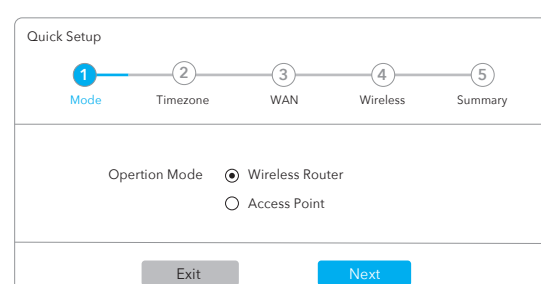 Quick Setup
1 2 3 4 5
Mode Timezone WAN Wireless Summary
Opertion Mode Wireless Router
Access Point
Exit Next